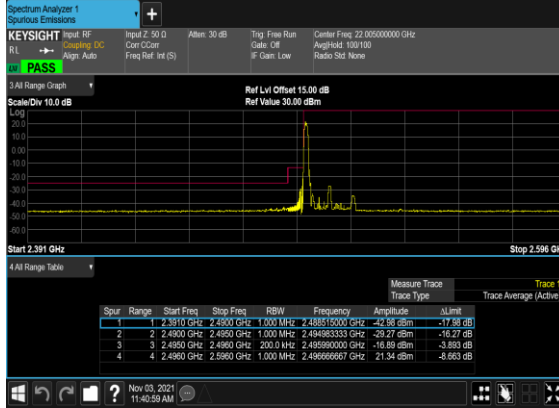 Spectrum Analyzer 1
Spurious Emissions
KEYSIGHT Input: RF Input Z: 50 Ω Atten: 30 dB Trig: Free Run Center Freq: 22.005000000 GHz
RL Coupling: DC Corr CCorr Gate: Off Avg|Hold: 100/100
Align: Auto Freq Ref: Int (S) IF Gain: Low Radio Std: None
PASS
3 All Range Graph
Ref Lvl Offset 15.00 dB
Scale/Div 10.0 dB Ref Value 30.00 dBm
Log
20.0
10.0
0.00
-10.0
-20.0
-30.0
-40.0
-50.0
-60.0
Start 2.391 GHz Stop 2.596 GH
4 All Range Table
Measure Trace Trace 1
Trace Type Trace Average (Active
Spur Range Start Freq Stop Freq RBW Frequency Amplitude ΔLimit
1 1 2.3910 GHz 2.4900 GHz 1.000 MHz 2.488515000 GHz -42.98 dBm -17.98 dB
2 2 2.4900 GHz 2.4950 GHz 1.000 MHz 2.494983333 GHz -29.27 dBm -16.27 dB
3 3 2.4950 GHz 2.4960 GHz 200.0 kHz 2.495990000 GHz -16.89 dBm -3.893 dB
4 4 2.4960 GHz 2.5960 GHz 1.000 MHz 2.496666667 GHz 21.34 dBm -8.663 dB
?
Nov 03, 2021
11:40:59 AM